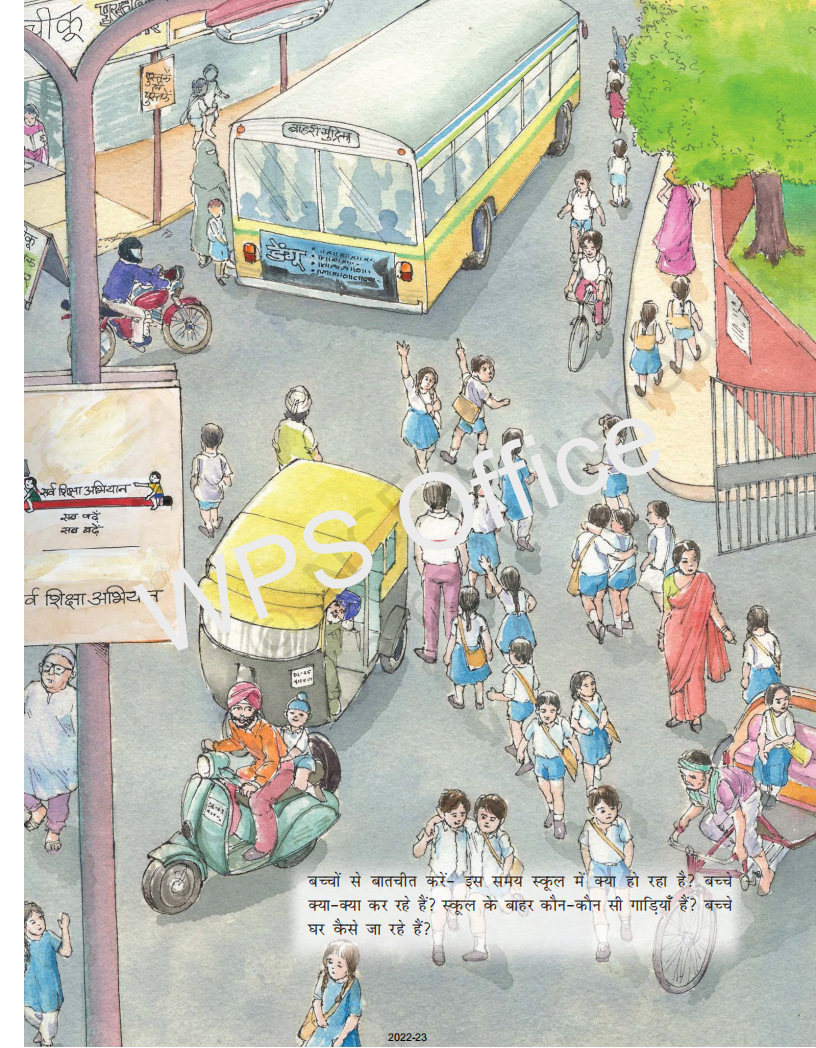 चीकू
पुस्तकें
ही
पुस्तकें
बाहरी मुद्रिका
डेंगू
चीकू
सर्व शिक्षा अभियान
सब पढ़ें
सब बढ़ें
र्व शिक्षा अभियान
WPS Office
बच्चों से बातचीत करें– इस समय स्कूल में क्या हो रहा है? बच्चे
क्या-क्या कर रहे हैं? स्कूल के बाहर कौन-कौन सी गाड़ियाँ हैं? बच्चे
घर कैसे जा रहे हैं?
2022-23